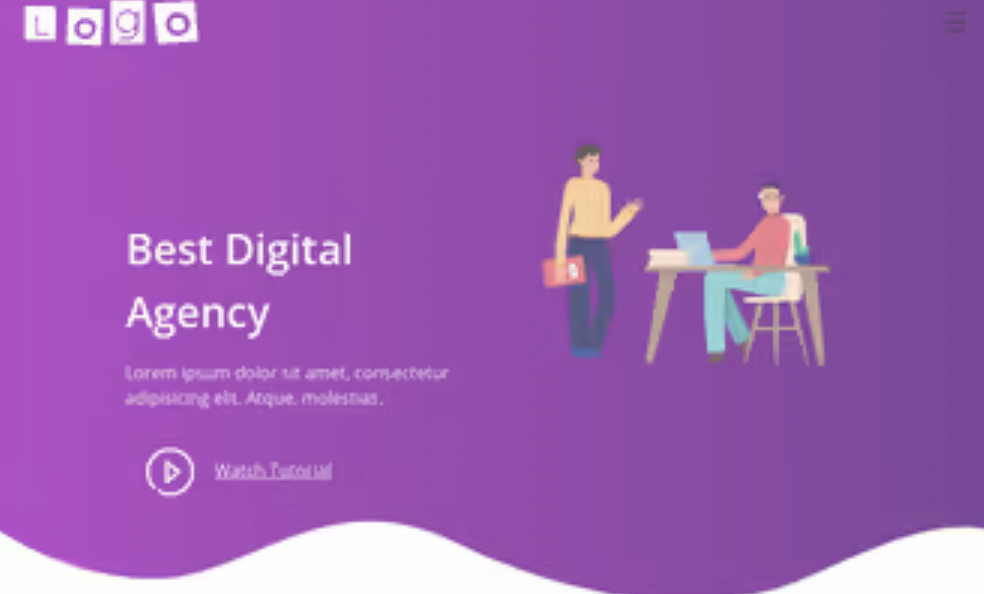 Logo
Best Digital
Agency
Lorem ipsum dolor sit amet, consectetur
adipisicing elit. Atque, molestias.
Watch Tutorial